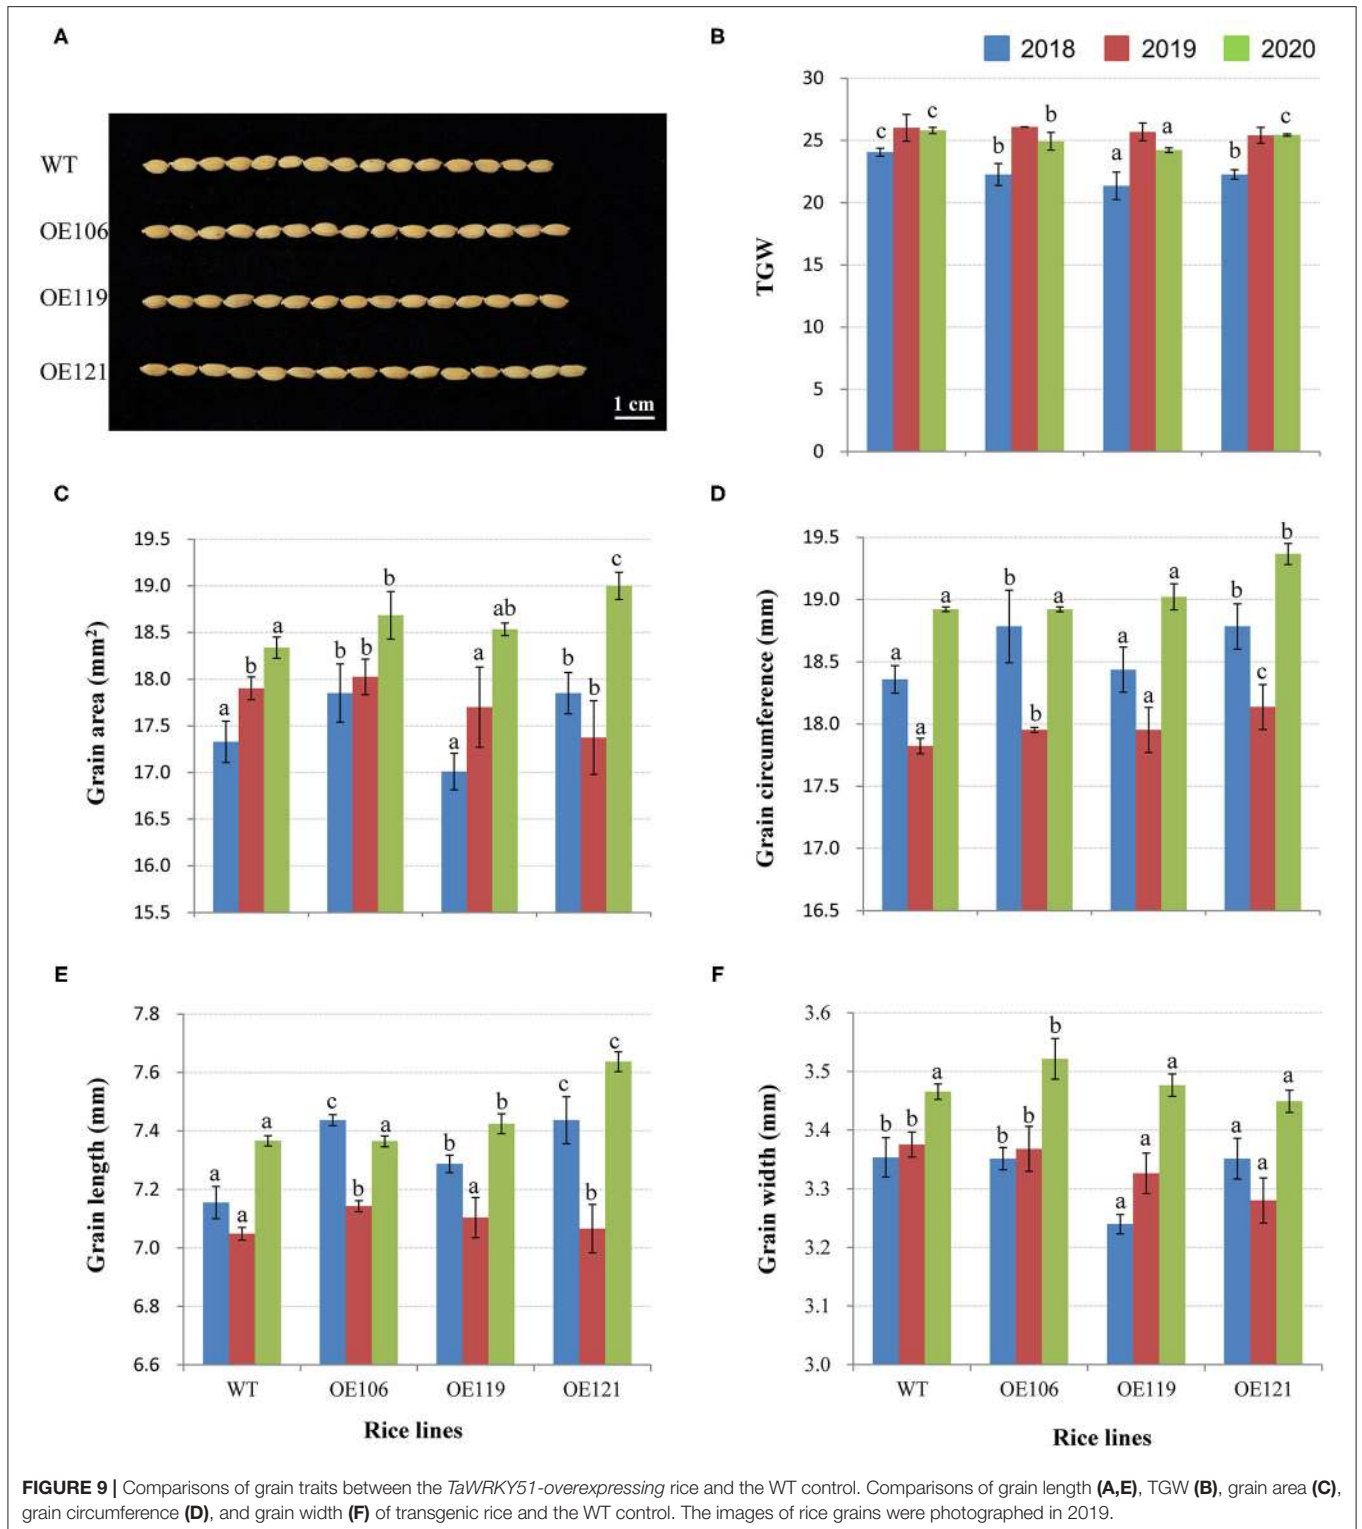 A
WT
OE106
OE119
OE121
1 cm
B
2018 2019 2020
30
25
20
15
10
5
0
TGW
c c
b b
a a
b c
C
19.5
19.0
18.5
18.0
17.5
17.0
16.5
16.0
15.5
Grain area (mm²)
a b a
b b b
a a ab
b b c
D
19.5
19.0
18.5
18.0
17.5
17.0
16.5
Grain circumference (mm)
a a a
b b a
a a a
b c b
E
7.8
7.6
7.4
7.2
7.0
6.8
6.6
Grain length (mm)
a a a
c b a
b a b
c b c
WT OE106 OE119 OE121
Rice lines
F
3.6
3.5
3.4
3.3
3.2
3.1
3.0
Grain width (mm)
b b a
b b b
a a a
a a a
WT OE106 OE119 OE121
Rice lines
FIGURE 9 | Comparisons of grain traits between the TaWRKY51-overexpressing rice and the WT control. Comparisons of grain length (A,E), TGW (B), grain area (C),
grain circumference (D), and grain width (F) of transgenic rice and the WT control. The images of rice grains were photographed in 2019.